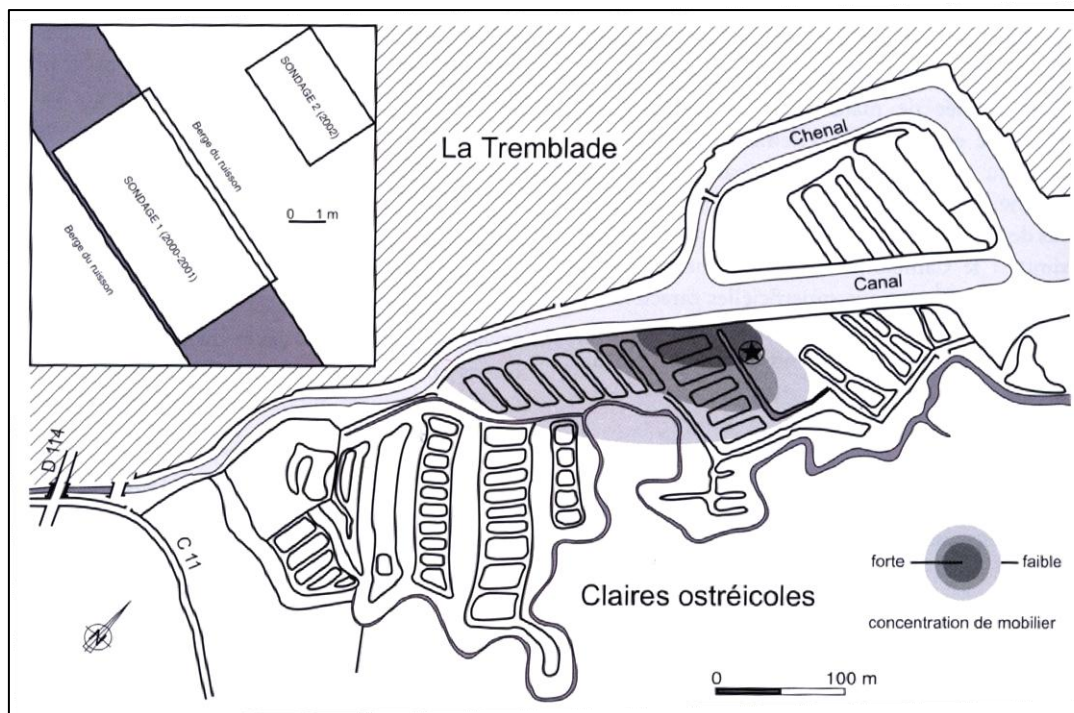 SONDAGE 2 (2002)
Berge du ruisson
SONDAGE 1 (2000-2001)
Berge du ruisson
0 1 m
La Tremblade
Chenal
Canal
D 114
C 11
N
Claires ostréicoles
forte
faible
concentration de mobilier
0 100 m